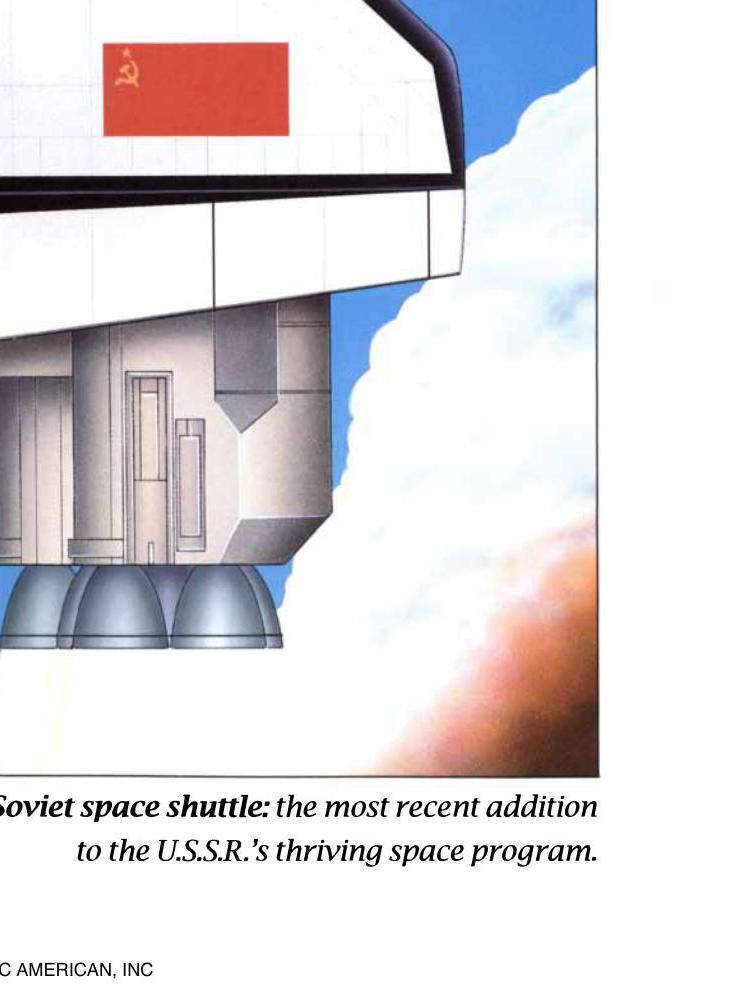 Soviet space shuttle: the most recent addition
to the U.S.S.R.'s thriving space program.
C AMERICAN, INC